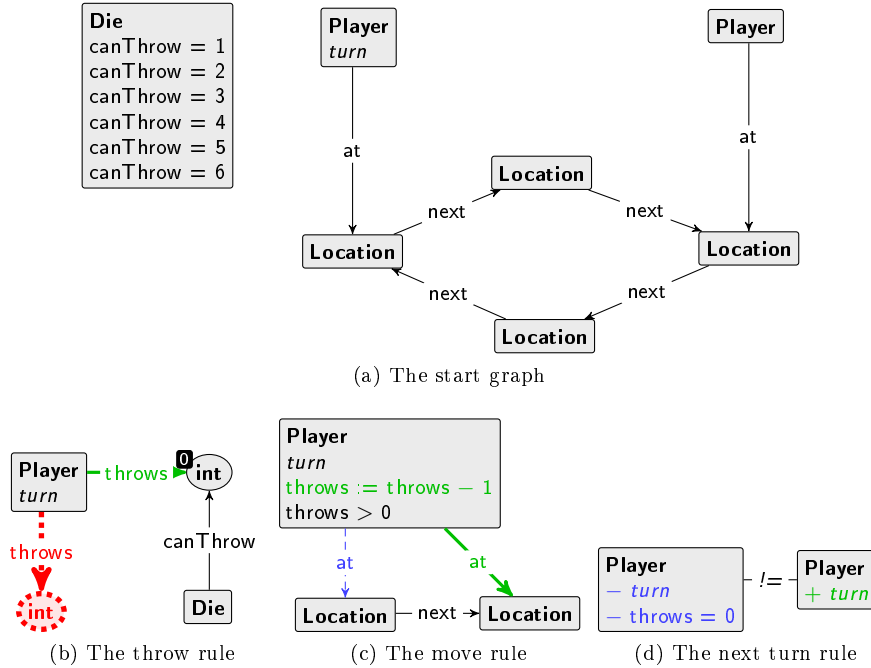 Die
canThrow = 1
canThrow = 2
canThrow = 3
canThrow = 4
canThrow = 5
canThrow = 6
Player
turn
Player
at
at
Location
next
next
Location
Location
next
next
Location
(a) The start graph
Player
turn
throws
0
int
throws
canThrow
int
Die
(b) The throw rule
Player
turn
throws := throws − 1
throws > 0
at
at
Location
next
Location
(c) The move rule
Player
− turn
− throws = 0
!=
Player
+ turn
(d) The next turn rule